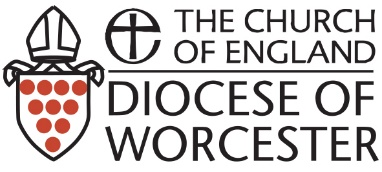 THE CHURCH
OF ENGLAND
DIOCESE OF
WORCESTER